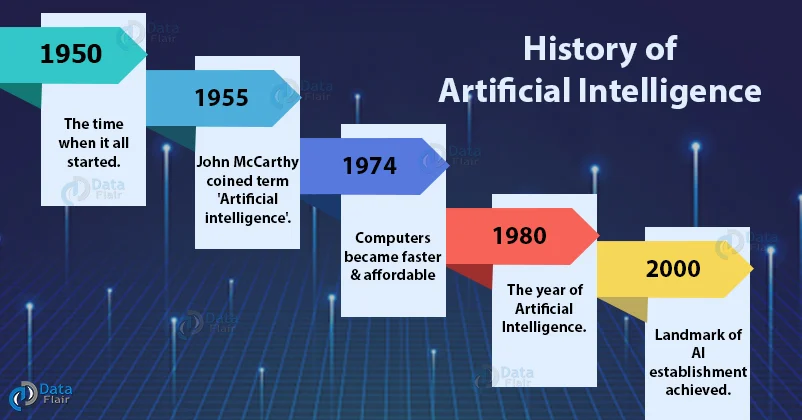 History of
Artificial Intelligence
1950
The time
when it all
started.
1955
John McCarthy
coined term
'Artificial
intelligence'.
1974
Computers
became faster
& affordable
1980
The year of
Artificial
Intelligence.
2000
Landmark of
AI
establishment
achieved.
Data
Flair